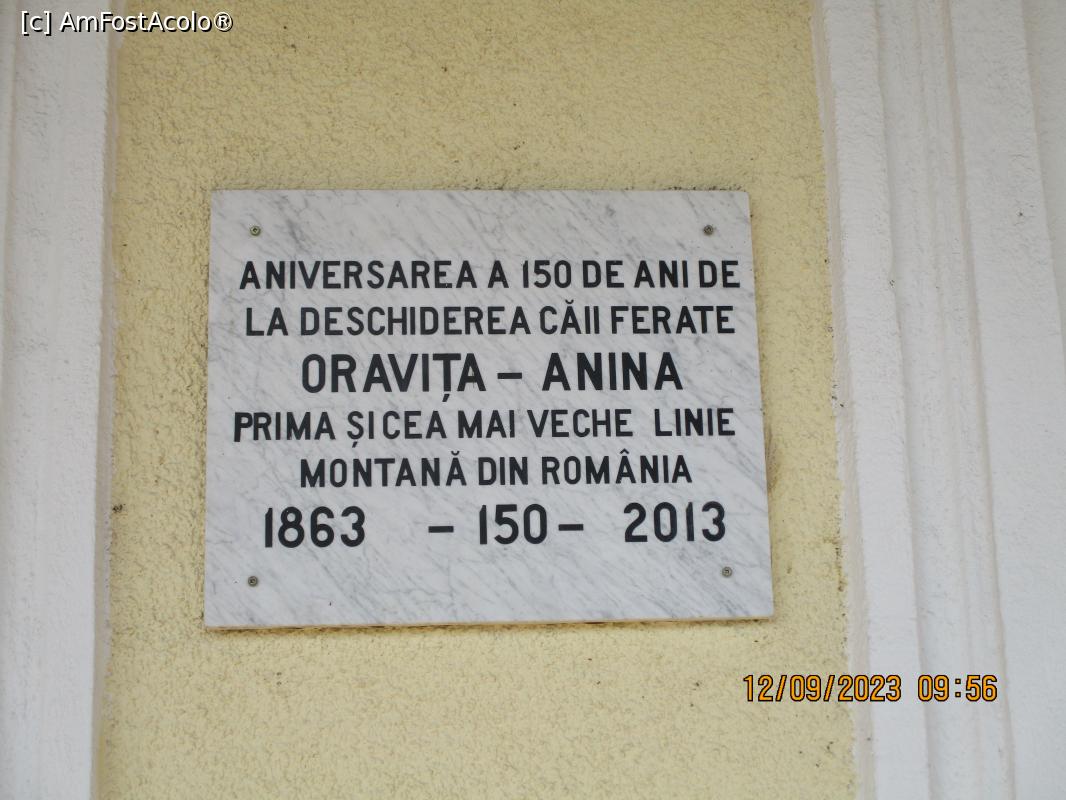 [c] AmFostAcolo®
ANIVERSAREA A 150 DE ANI DE
LA DESCHIDEREA CĂII FERATE
ORAVIȚA – ANINA
PRIMA ȘI CEA MAI VECHE LINIE
MONTANĂ DIN ROMÂNIA
1863 – 150 – 2013
12/09/2023 09:56